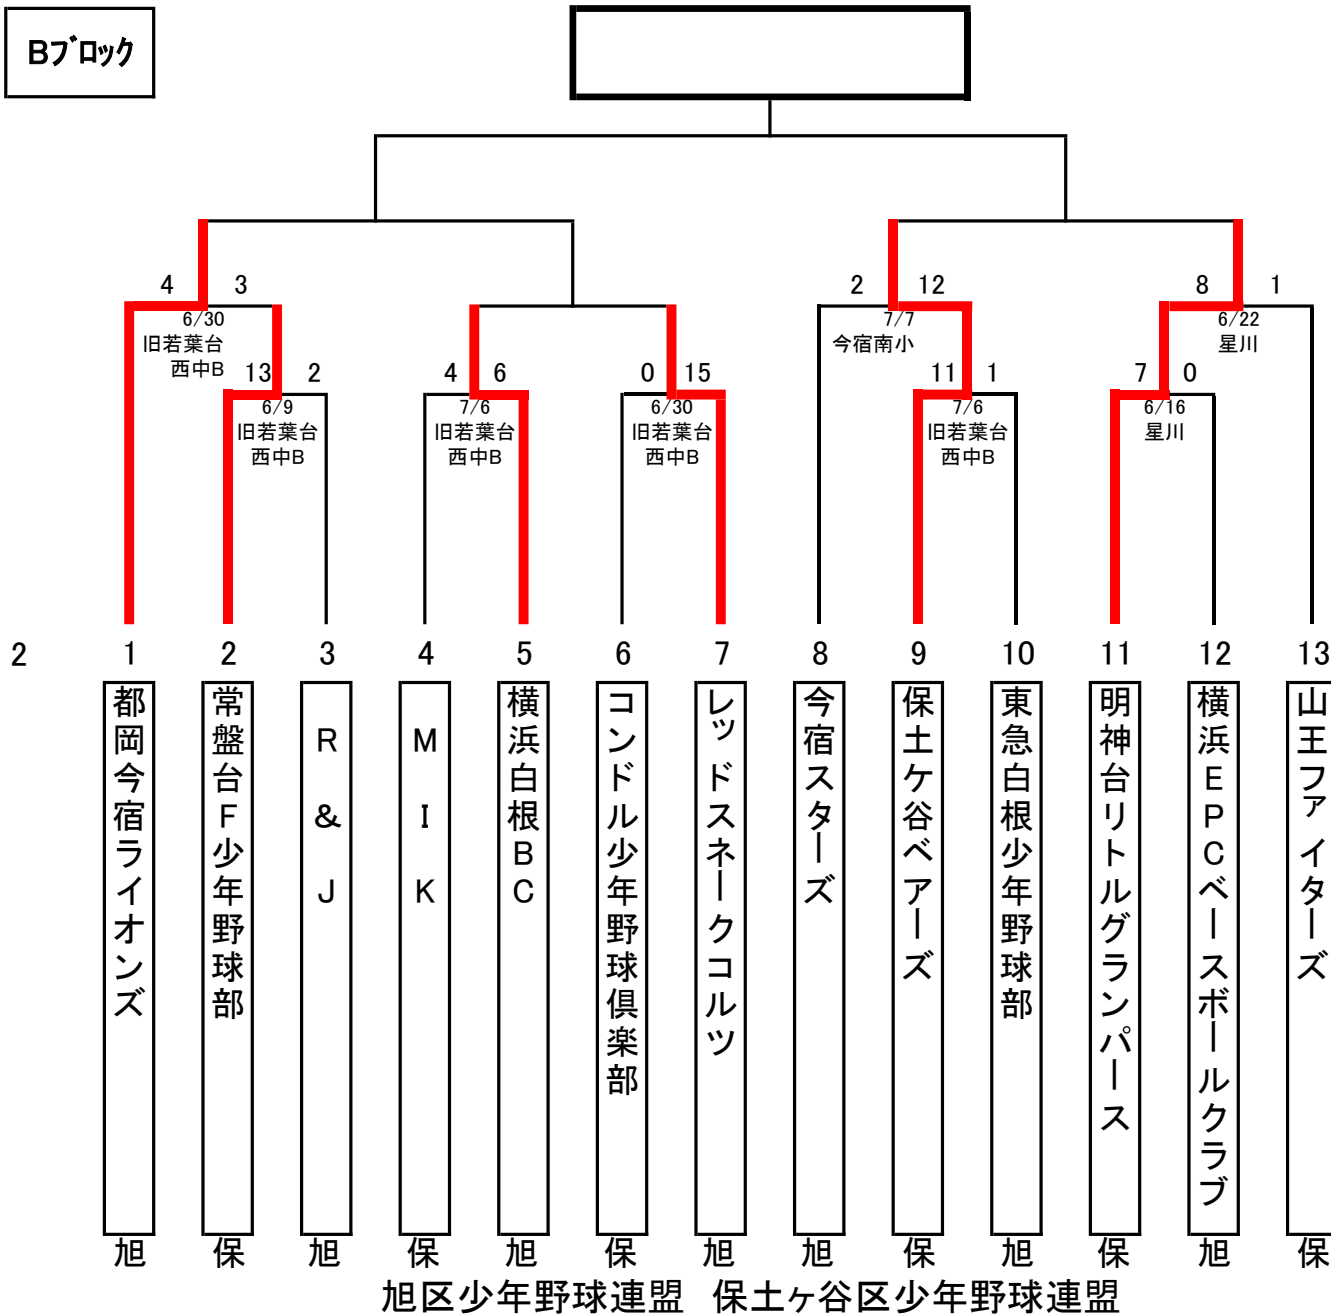 Bブロック
4 3 2 12 8 1
6/30 7/7 6/22
旧若葉台 今宿南小 星川
西中B
13 2 4 6 0 15 11 1 7 0
6/9 7/6 6/30 7/6 6/16
旧若葉台 旧若葉台 旧若葉台 旧若葉台 星川
西中B 西中B 西中B 西中B
2 1 2 3 4 5 6 7 8 9 10 11 12 13
都岡今宿ライオンズ
常盤台F少年野球部
R&J
MIK
横浜白根BC
コンドル少年野球倶楽部
レッドスネークコルツ
今宿スターズ
保土ケ谷ベアーズ
東急白根少年野球部
明神台リトルグランパース
横浜EPCベースボールクラブ
山王ファイターズ
旭 保 旭 保 旭 保 旭 旭 保 旭 保 旭 保
旭区少年野球連盟 保土ヶ谷区少年野球連盟